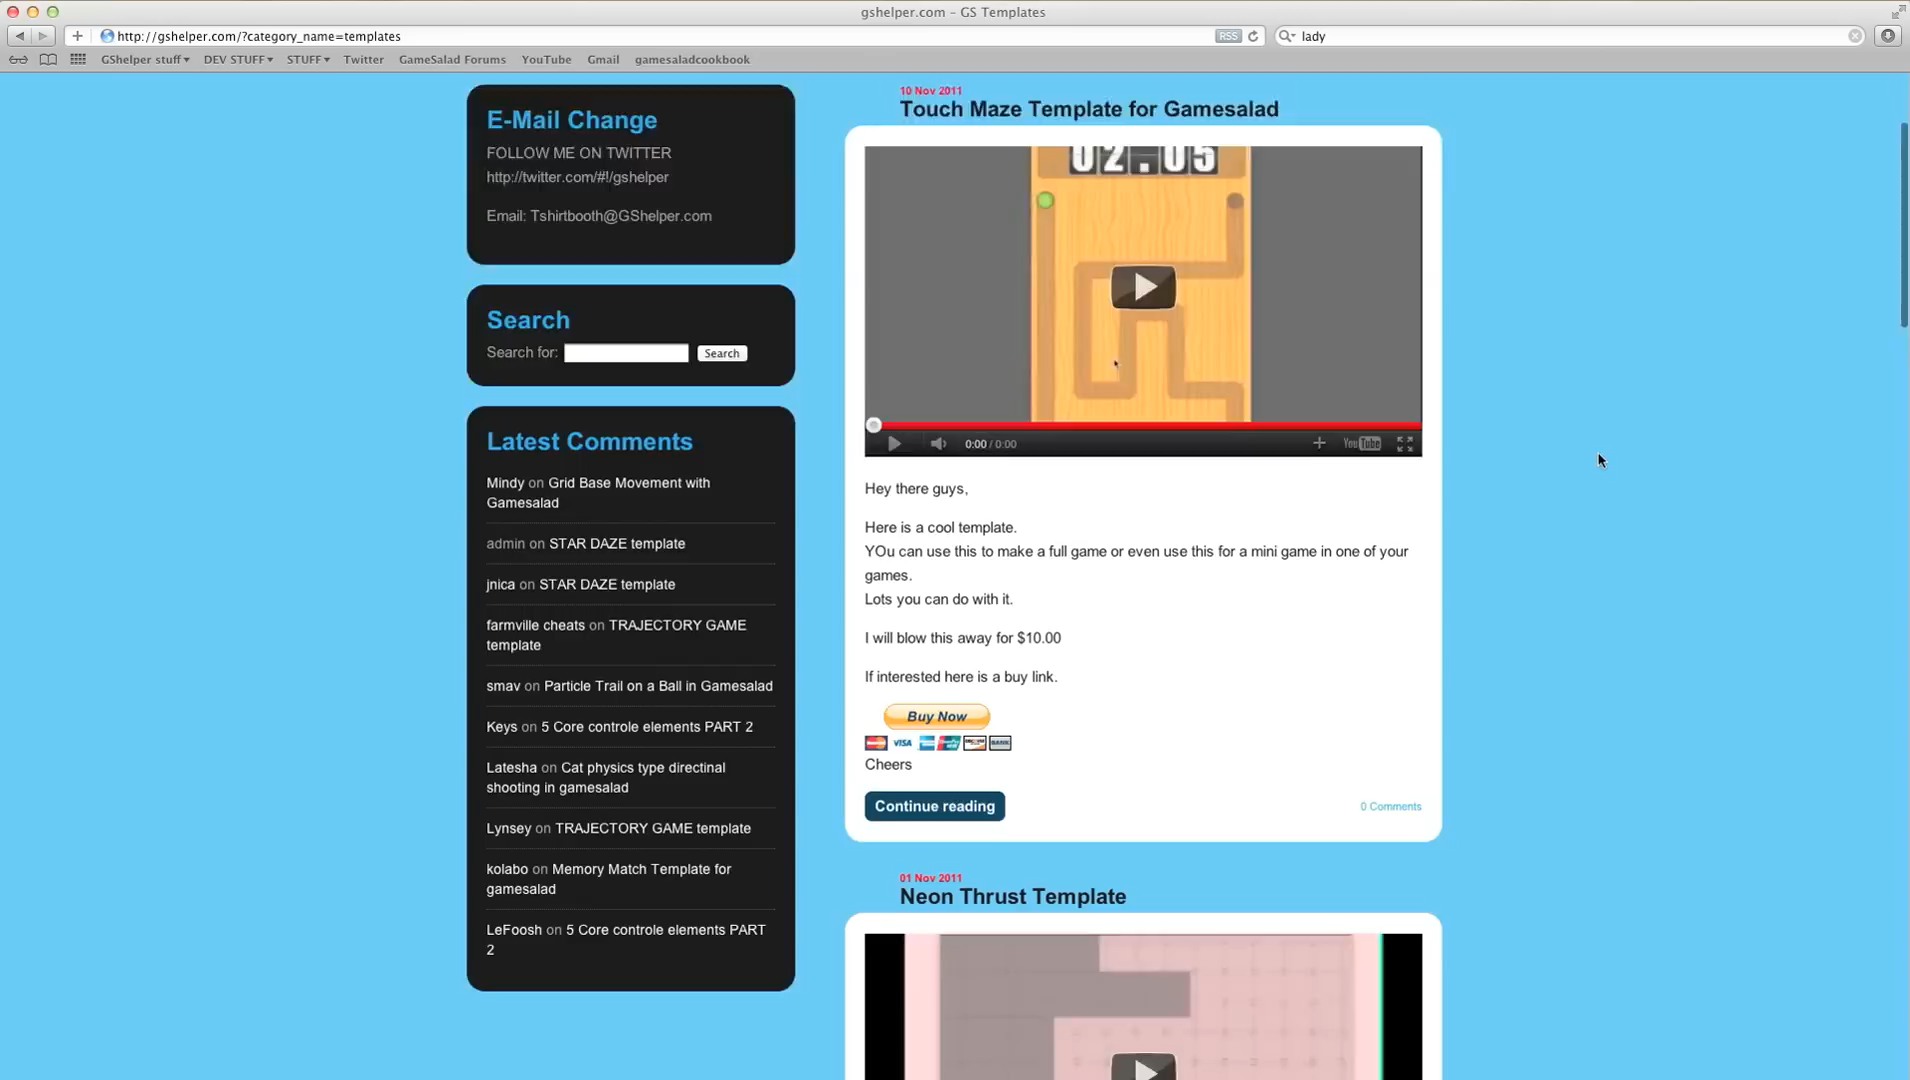 gshelper.com – GS Templates
http://gshelper.com/?category_name=templates
RSS
lady
GShelper stuff▾ DEV STUFF▾ STUFF▾ Twitter GameSalad Forums YouTube Gmail gamesaladcookbook
E-Mail Change
FOLLOW ME ON TWITTER
http://twitter.com/#!/gshelper
Email: Tshirtbooth@GShelper.com
Search
Search for:
Search
Latest Comments
Mindy on Grid Base Movement with
Gamesalad
admin on STAR DAZE template
jnica on STAR DAZE template
farmville cheats on TRAJECTORY GAME
template
smav on Particle Trail on a Ball in Gamesalad
Keys on 5 Core controle elements PART 2
Latesha on Cat physics type directinal
shooting in gamesalad
Lynsey on TRAJECTORY GAME template
kolabo on Memory Match Template for
gamesalad
LeFoosh on 5 Core controle elements PART
2
10 Nov 2011
Touch Maze Template for Gamesalad
02.05
0:00 / 0:00
YouTube
Hey there guys,
Here is a cool template.
YOu can use this to make a full game or even use this for a mini game in one of your
games.
Lots you can do with it.
I will blow this away for $10.00
If interested here is a buy link.
Buy Now
VISA
Cheers
Continue reading
0 Comments
01 Nov 2011
Neon Thrust Template